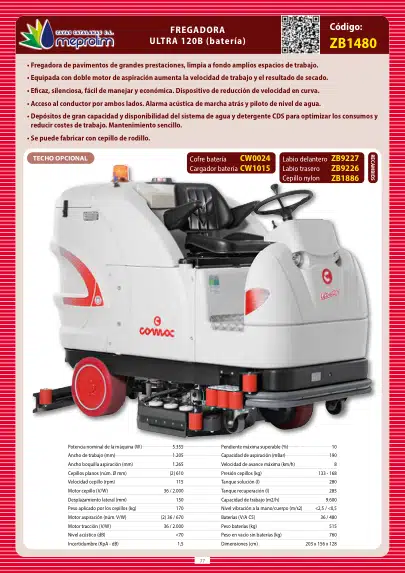 CUYÁS CATALANAS S.L.
meprolim
FREGADORA
ULTRA 120B (batería)
Código:
ZB1480
• Fregadora de pavimentos de grandes prestaciones, limpia a fondo amplios espacios de trabajo.
• Equipada con doble motor de aspiración aumenta la velocidad de trabajo y el resultado de secado.
• Eficaz, silenciosa, fácil de manejar y económica. Dispositivo de reducción de velocidad en curva.
• Acceso al conductor por ambos lados. Alarma acústica de marcha atrás y piloto de nivel de agua.
• Depósitos de gran capacidad y disponibilidad del sistema de agua y detergente CDS para optimizar los consumos y
reducir costes de trabajo. Mantenimiento sencillo.
• Se puede fabricar con cepillo de rodillo.
TECHO OPCIONAL
Cofre batería CW0024
Cargador batería CW1015
Labio delantero ZB9227
Labio trasero ZB9226
Cepillo nylon ZB1886
RECAMBIOS
comac
Potencia nominal de la máquina (W) 5.355
Ancho de trabajo (mm) 1.205
Ancho boquilla aspiración (mm) 1.265
Cepillos planos (núm. Ø mm) (2) 610
Velocidad cepillo (rpm) 115
Motor cepillo (V/W) 36 / 2.000
Desplazamiento lateral (mm) 150
Peso aplicado por los cepillos (kg) 170
Motor aspiración (núm. V/W) (2) 36 / 670
Motor tracción (V/W) 36 / 2.000
Nivel acústico (dB) <70
Incertidumbre (KpA - dB) 1,5
Pendiente máxima superable (%) 10
Capacidad de aspiración (mBar) 190
Velocidad de avance máxima (km/h) 8
Presión cepillos (kg) 133 - 168
Tanque solución (l) 280
Tanque recuperación (l) 285
Capacidad de trabajo (m2/h) 9.600
Nivel vibración a la mano/cuerpo (m/s2) <2,5 / <0,5
Baterías (V/A C5) 36 / 480
Peso baterías (kg) 515
Peso en vacío sin baterías (kg) 760
Dimensiones (cm) 203 x 136 x 128
77